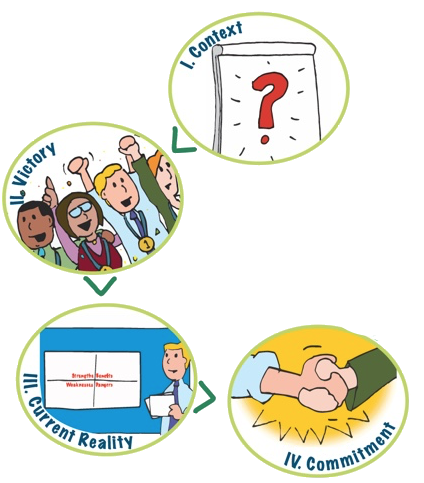 I. Context
?
II. Victory
Strengths Benefits
Weaknesses Dangers
III. Current Reality
IV. Commitment